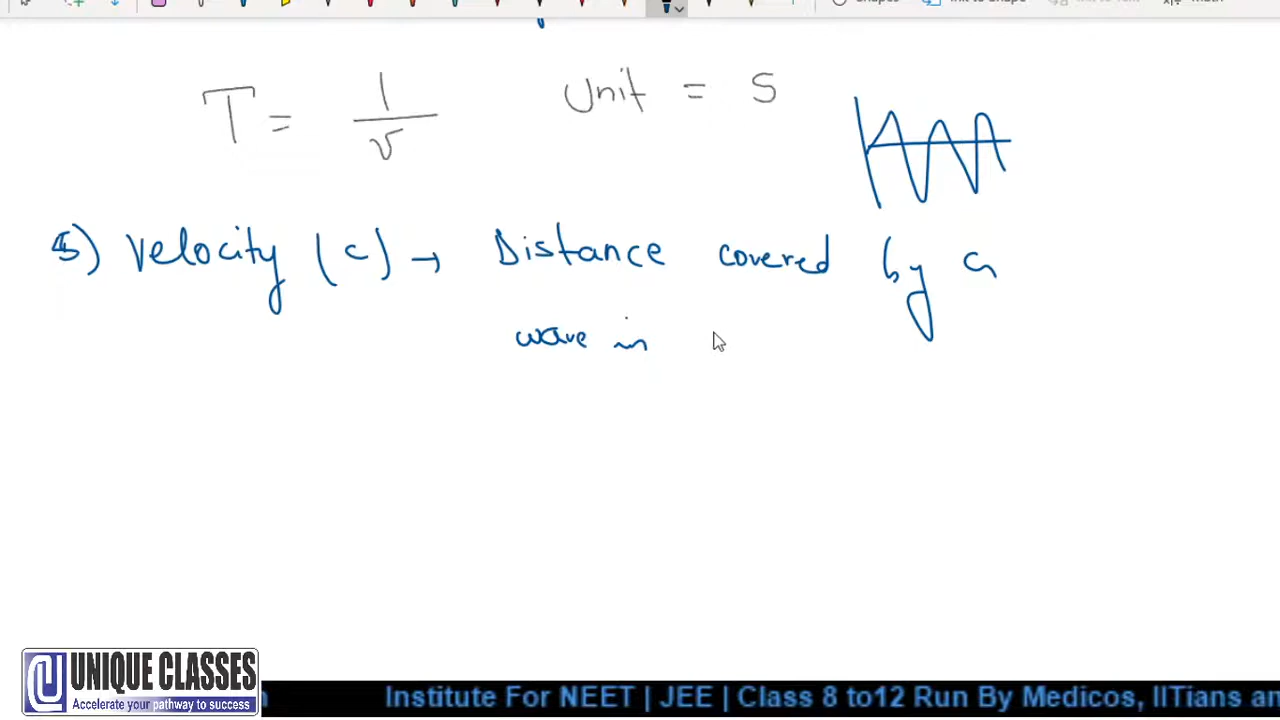 T = 1/ν Unit = S
5) Velocity (c) → Distance covered by a
wave in
UNIQUE CLASSES
Accelerate your pathway to success
Institute For NEET | JEE | Class 8 to12 Run By Medicos, IITians